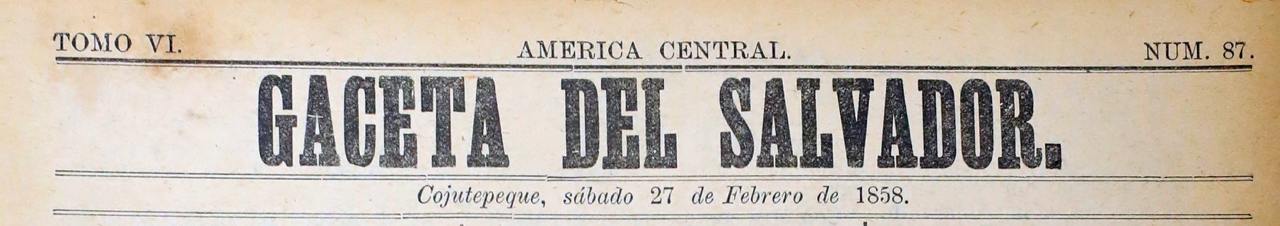 TOMO VI. AMERICA CENTRAL. NUM. 87.
GACETA DEL SALVADOR.
Cojutepeque, sábado 27 de Febrero de 1858.